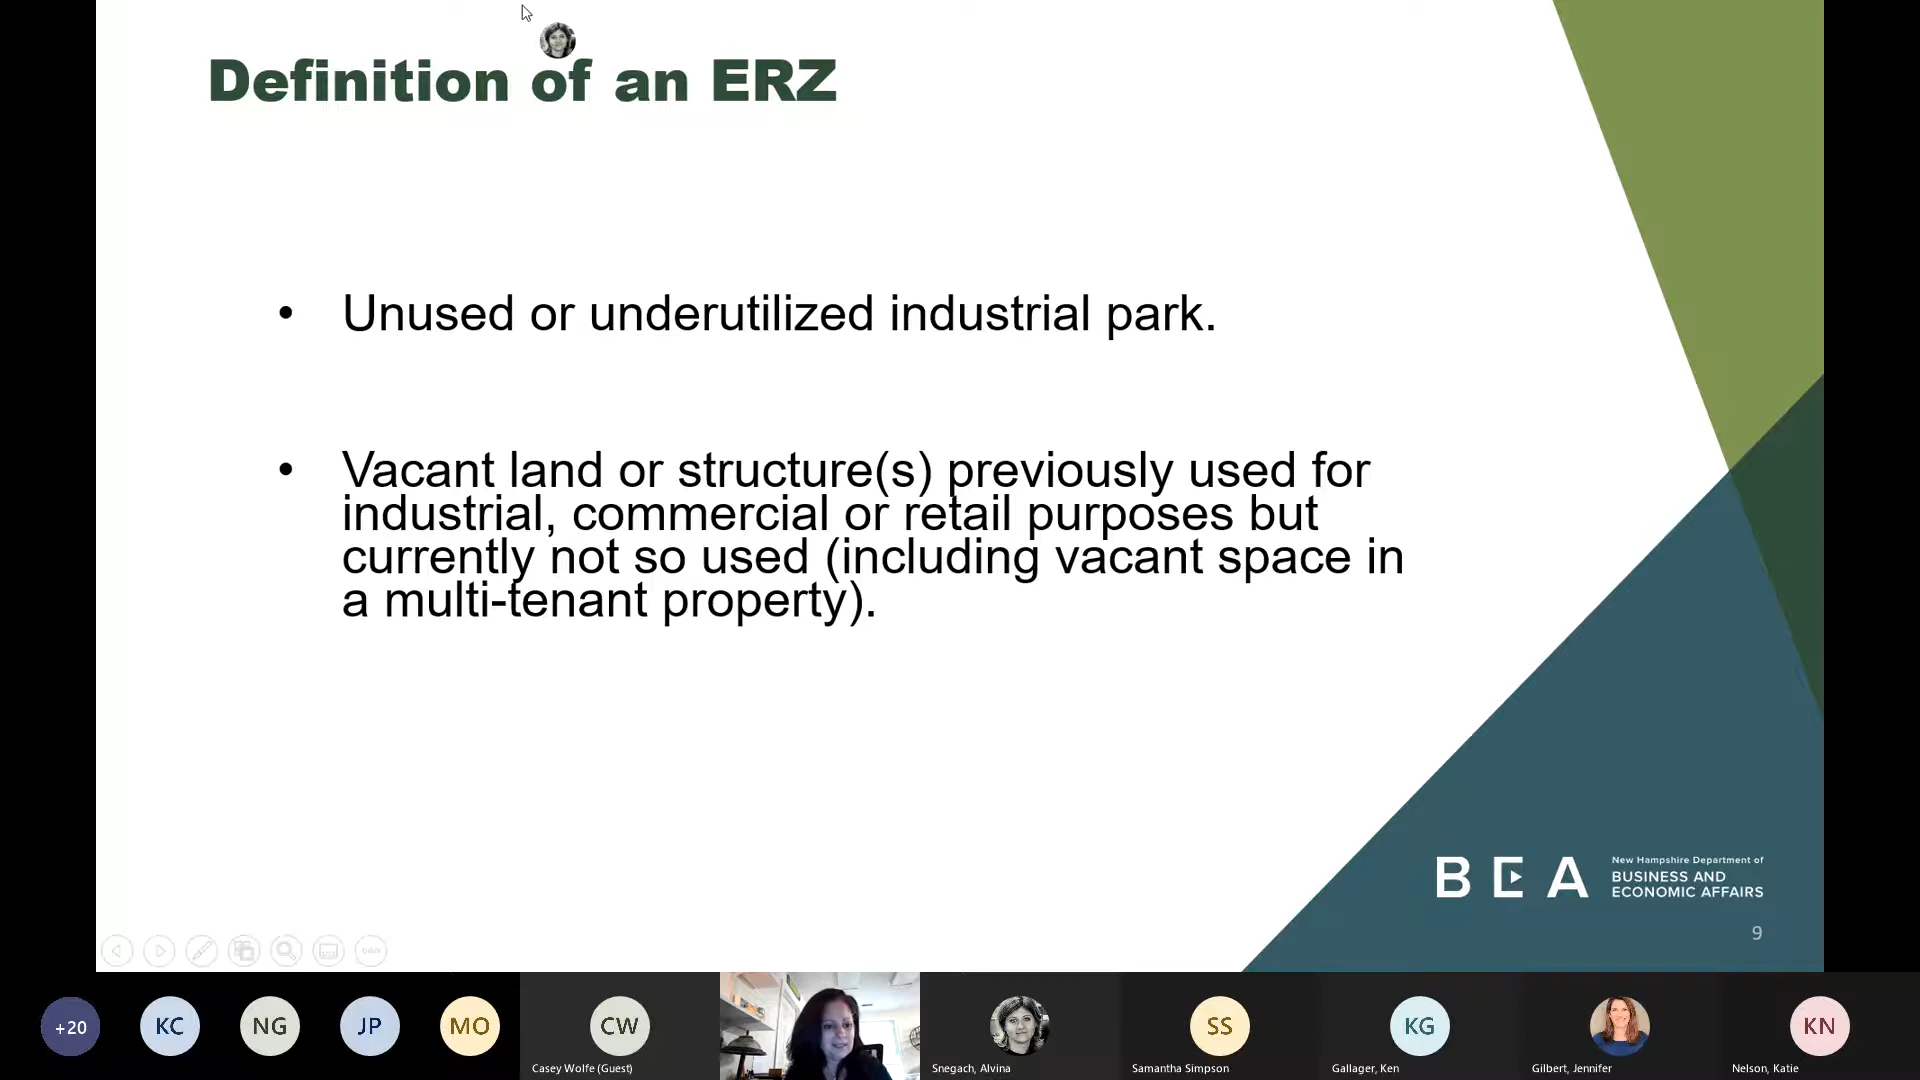 Definition of an ERZ
• Unused or underutilized industrial park.
• Vacant land or structure(s) previously used for
industrial, commercial or retail purposes but
currently not so used (including vacant space in
a multi-tenant property).
BEA
New Hampshire Department of
BUSINESS AND
ECONOMIC AFFAIRS
9
+20
KC
NG
JP
MO
CW
SS
KG
KN
Casey Wolfe (Guest)
Snegach, Alvina
Samantha Simpson
Gallager, Ken
Gilbert, Jennifer
Nelson, Katie